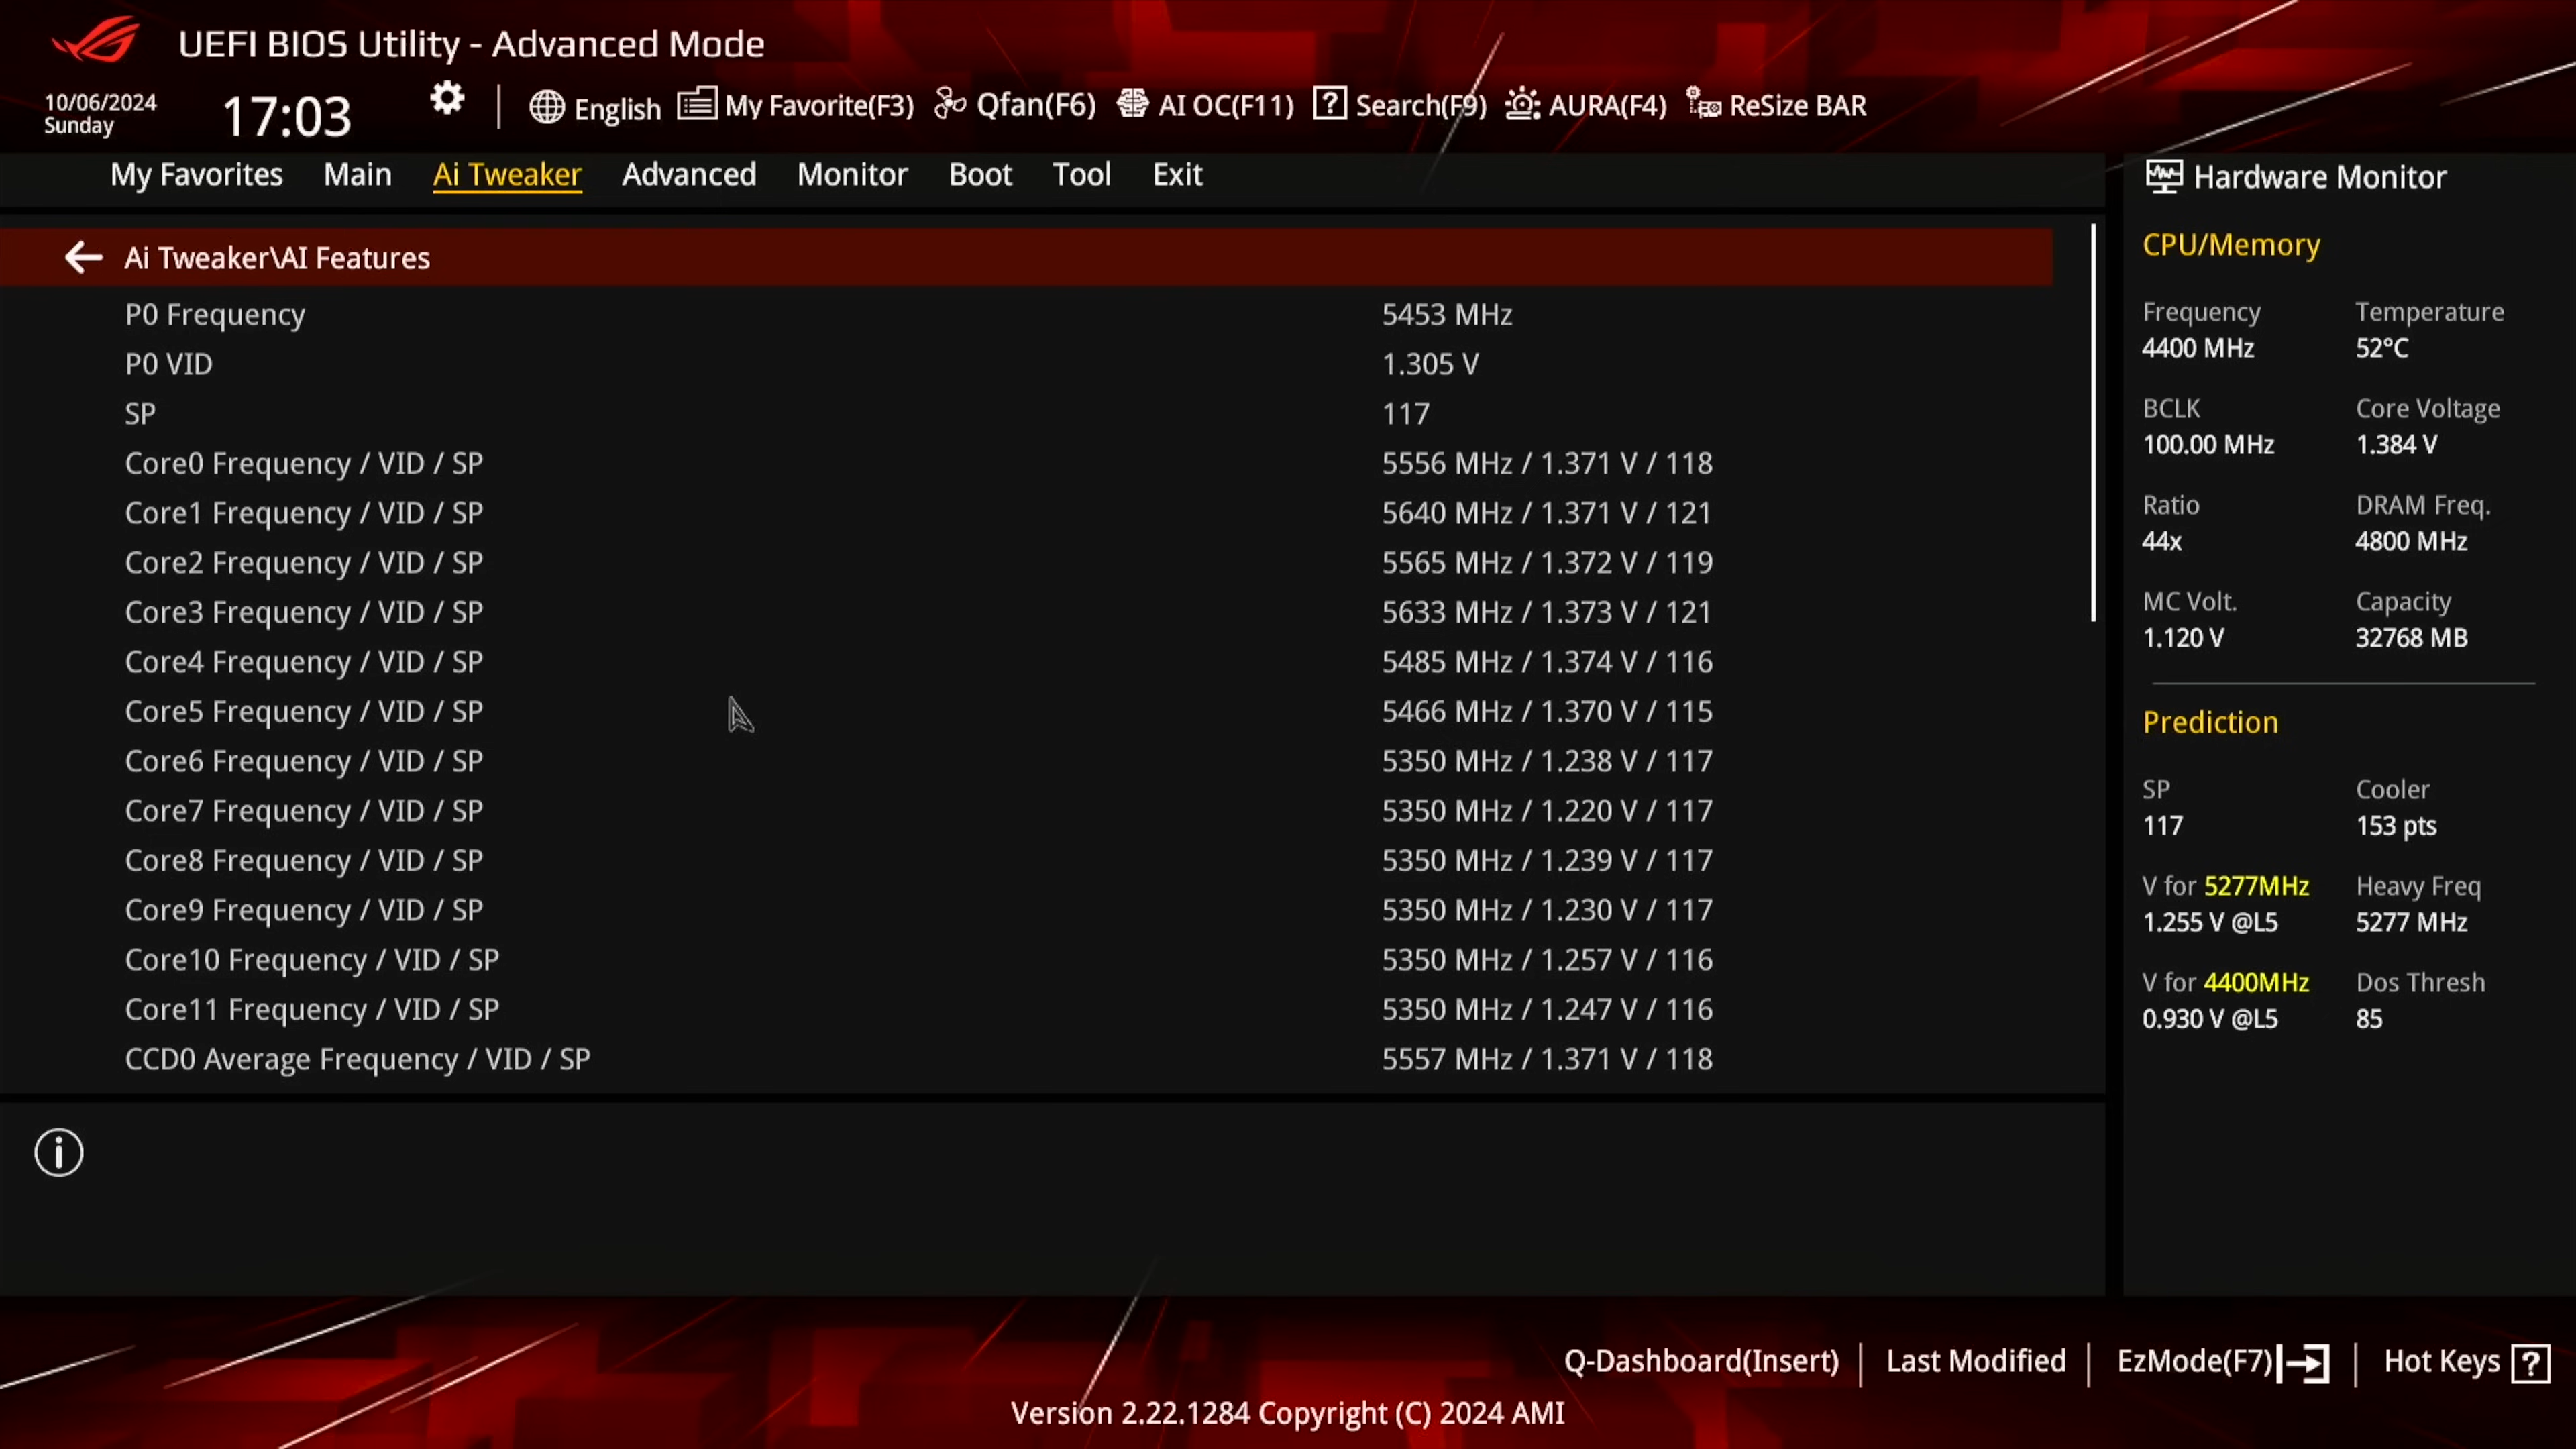 UEFI BIOS Utility - Advanced Mode
10/06/2024
Sunday
17:03
English My Favorite(F3) Qfan(F6) AI OC(F11) ? Search(F9) AURA(F4) ReSize BAR
My Favorites Main Ai Tweaker Advanced Monitor Boot Tool Exit
Ai Tweaker\AI Features
P0 Frequency 5453 MHz
P0 VID 1.305 V
SP 117
Core0 Frequency / VID / SP 5556 MHz / 1.371 V / 118
Core1 Frequency / VID / SP 5640 MHz / 1.371 V / 121
Core2 Frequency / VID / SP 5565 MHz / 1.372 V / 119
Core3 Frequency / VID / SP 5633 MHz / 1.373 V / 121
Core4 Frequency / VID / SP 5485 MHz / 1.374 V / 116
Core5 Frequency / VID / SP 5466 MHz / 1.370 V / 115
Core6 Frequency / VID / SP 5350 MHz / 1.238 V / 117
Core7 Frequency / VID / SP 5350 MHz / 1.220 V / 117
Core8 Frequency / VID / SP 5350 MHz / 1.239 V / 117
Core9 Frequency / VID / SP 5350 MHz / 1.230 V / 117
Core10 Frequency / VID / SP 5350 MHz / 1.257 V / 116
Core11 Frequency / VID / SP 5350 MHz / 1.247 V / 116
CCD0 Average Frequency / VID / SP 5557 MHz / 1.371 V / 118
Hardware Monitor
CPU/Memory
Frequency Temperature
4400 MHz 52°C
BCLK Core Voltage
100.00 MHz 1.384 V
Ratio DRAM Freq.
44x 4800 MHz
MC Volt. Capacity
1.120 V 32768 MB
Prediction
SP Cooler
117 153 pts
V for 5277MHz Heavy Freq
1.255 V @L5 5277 MHz
V for 4400MHz Dos Thresh
0.930 V @L5 85
Q-Dashboard(Insert) Last Modified EzMode(F7) Hot Keys ?
Version 2.22.1284 Copyright (C) 2024 AMI